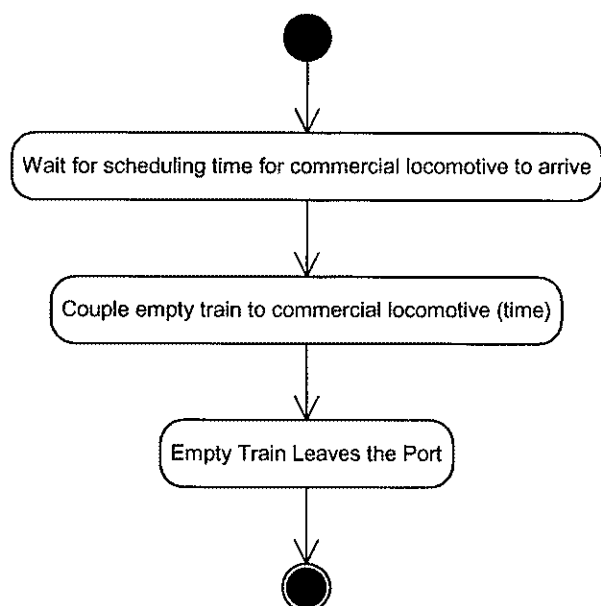 Wait for scheduling time for commercial locomotive to arrive
Couple empty train to commercial locomotive (time)
Empty Train Leaves the Port